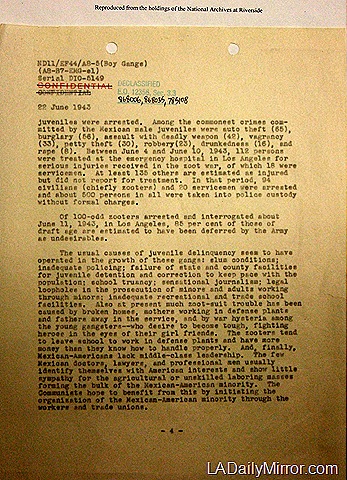 Reproduced from the holdings of the National Archives at Riverside
ND11/EF44/A8-5(Boy Gangs)
(A8-B7-EMG-el)
Serial DIO-5149
CONFIDENTIAL
CONFIDENTIAL
DECLASSIFIED
E.O. 12356, Sec. 3.3
868006, 868035, 785108
22 June 1943
juveniles were arrested. Among the commonest crimes com-
mitted by the Mexican male juveniles were auto theft (65),
burglary (56), assault with deadly weapon (42), vagrancy
(33), petty theft (30), robbery(23), drunkedness (16), and
rape (8). Between June 4 and June 10, 1943, 112 persons
were treated at the emergency hospital in Los Angeles for
serious injuries received in the zoot war, of which 18 were
servicemen. At least 135 others are estimated as injured
but did not report for treatment. In that period, 94
civilians (chiefly zooters) and 20 servicemen were arrested
and about 500 persons in all were taken into police custody
without formal charges.
Of 100-odd zooters arrested and interrogated about
June 11, 1943, in Los Angeles, 85 per cent of those of
draft age are estimated to have been deferred by the Army
as undesirables.
The usual causes of juvenile delinquency seem to have
operated in the growth of these gangs: slum conditions;
inadequate policing; failure of state and county facilities
for juvenile detention and correction to keep pace with the
population; school truancy; sensational journalism; legal
loopholes in the prosecution of minors and adults working
through minors; inadequate recreational and trade school
facilities. Also at present much zoot-suit trouble has been
caused by broken homes, mothers working in defense plants
and fathers away in the service, and by war hysteria among
the young gangsters--who desire to become tough, fighting
heroes in the eyes of their girl friends. The zooters tend
to leave school to work in defense plants and have more
money than they know how to handle properly. And, finally,
Mexican-Americans lack middle-class leadership. The few
Mexican doctors, lawyers, and professional men usually
identify themselves with American interests and show little
sympathy for the agricultural or unskilled laboring masses
forming the bulk of the Mexican-American minority. The
Communists hope to benefit from this by initiating the
organization of the Mexican-American minority through the
workers and trade unions.
- 4 -
LADailyMirror.com